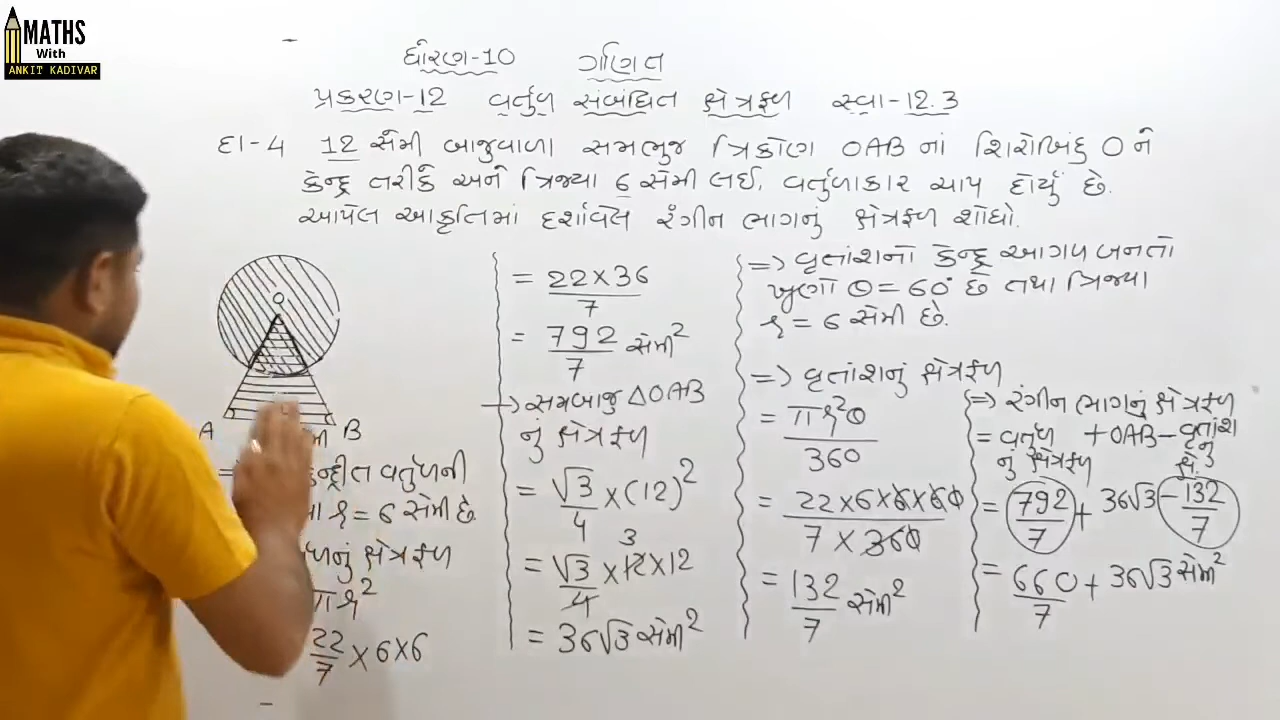 MATHS
With
ANKIT KADIVAR
ધોરણ-10 ગણિત
પ્રકરણ-12 વર્તુળ સંબંધિત ક્ષેત્રફળ સ્વા-12.3
દા-4 12 સેમી બાજુવાળા સમભુજ ત્રિકોણ OAB નાં શિરોબિંદુ O ને
કેન્દ્ર તરીકે અને ત્રિજ્યા 6 સેમી લઈ, વર્તુળાકાર ચાપ દોર્યું છે.
આપેલ આકૃતિમાં દર્શાવેલ રંગીન ભાગનું ક્ષેત્રફળ શોધો.
O
A B
વર્તુળની
r = 6 સેમી છે.
ક્ષેત્રફળ
πr²
22/7 × 6×6
= 22×36/7
= 792/7 સેમી²
→ સમબાજુ ΔOAB
નું ક્ષેત્રફળ
= √3/4 × (12)²
3
= √3/4 × 12×12
= 36√3 સેમી²
=> વૃતાંશનો કેન્દ્ર આગળ બનતો
ખૂણો θ = 60° છે તથા ત્રિજ્યા
r = 6 સેમી છે.
=> વૃતાંશનું ક્ષેત્રફળ
= πr²θ/360
= 22×6×6×60/7×360
= 132/7 સેમી²
=> રંગીન ભાગનું ક્ષેત્રફળ
= વર્તુળ નું ક્ષેત્રફળ + OAB - વૃતાંશ નું ક્ષે.
= 792/7 + 36√3 - 132/7
= 660/7 + 36√3 સેમી²